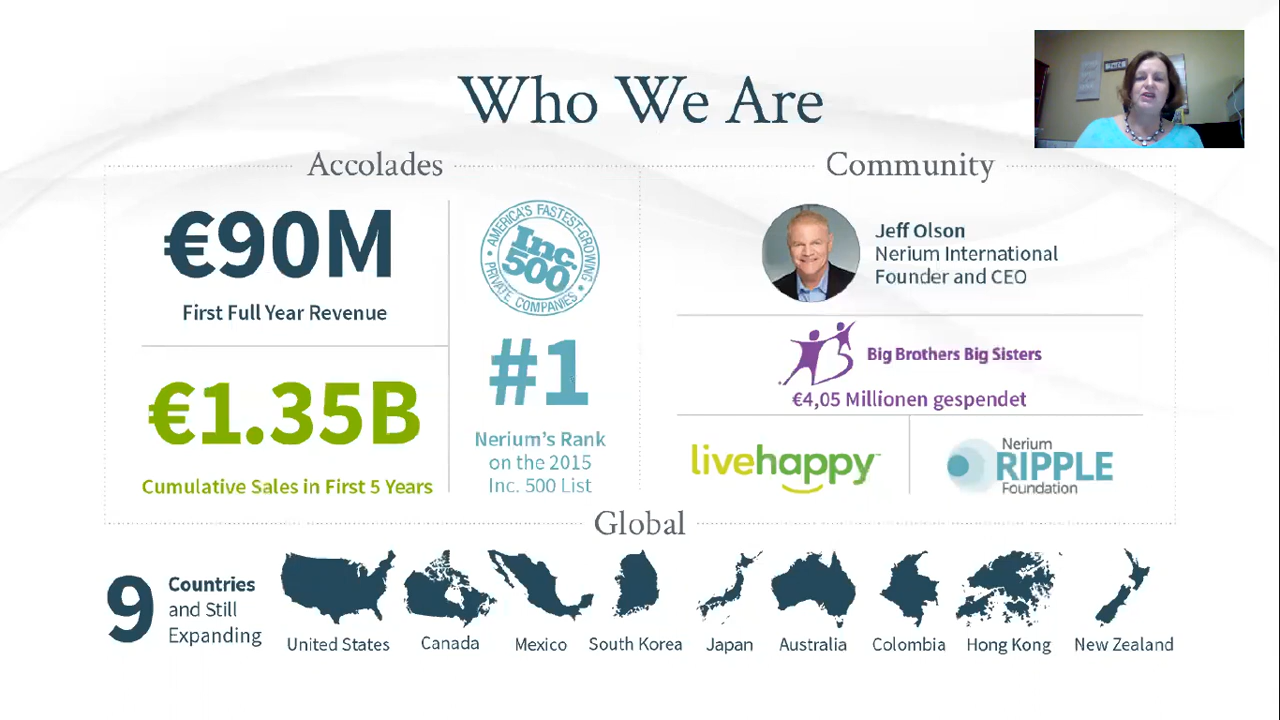 Who We Are
Accolades
€90M
First Full Year Revenue
€1.35B
Cumulative Sales in First 5 Years
AMERICA'S FASTEST-GROWING
Inc.
500
PRIVATE COMPANIES
#1
Nerium's Rank
on the 2015
Inc. 500 List
Community
Jeff Olson
Nerium International
Founder and CEO
Big Brothers Big Sisters
€4,05 Millionen gespendet
livehappy™
Nerium
RIPPLE
Foundation
Global
9
Countries
and Still
Expanding
United States
Canada
Mexico
South Korea
Japan
Australia
Colombia
Hong Kong
New Zealand